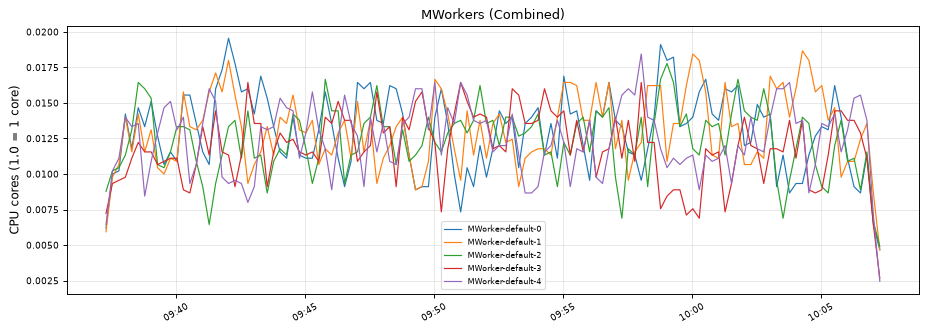 MWorkers (Combined)
CPU cores (1.0 = 1 core)
0.0200
0.0175
0.0150
0.0125
0.0100
0.0075
0.0050
0.0025
MWorker-default-0
MWorker-default-1
MWorker-default-2
MWorker-default-3
MWorker-default-4
09:40
09:45
09:50
09:55
10:00
10:05